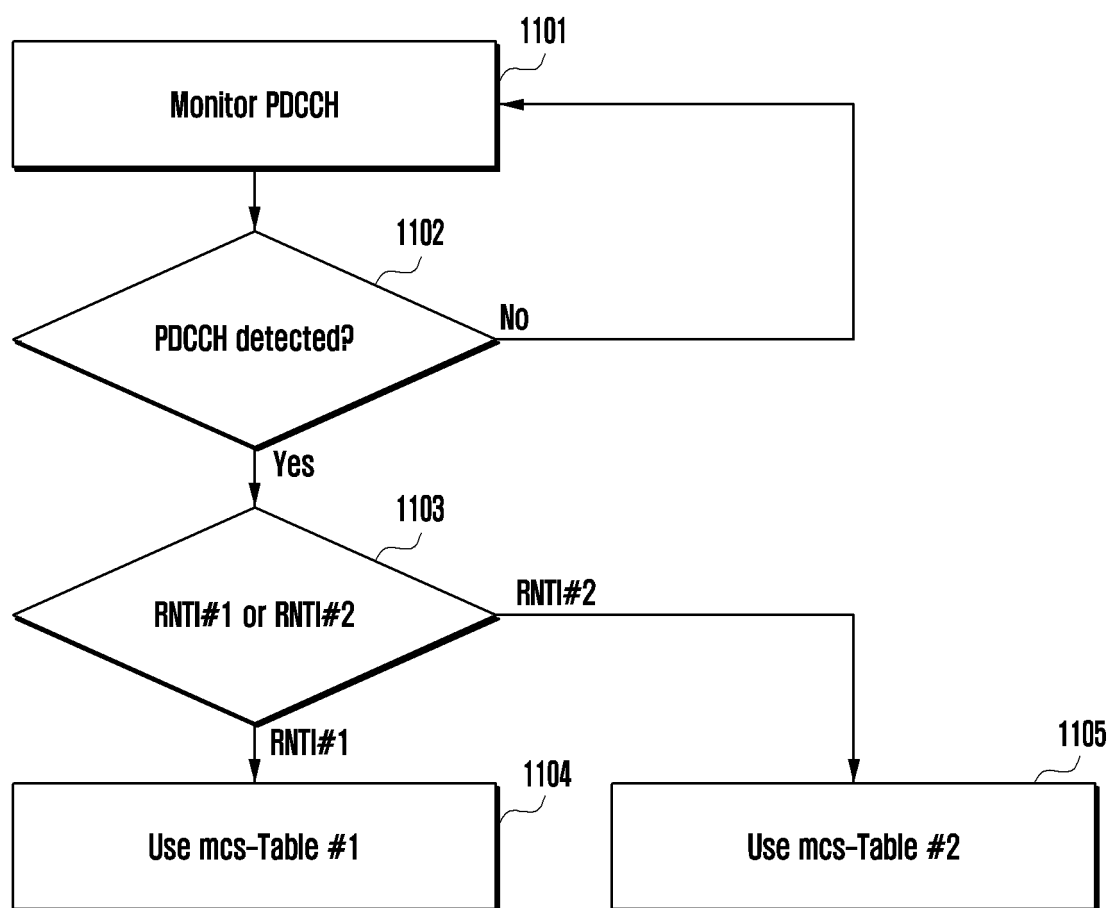 1101
Monitor PDCCH
1102
PDCCH detected?
No
Yes
1103
RNTI#1 or RNTI#2
RNTI#2
RNTI#1
1104
1105
Use mcs-Table #1
Use mcs-Table #2